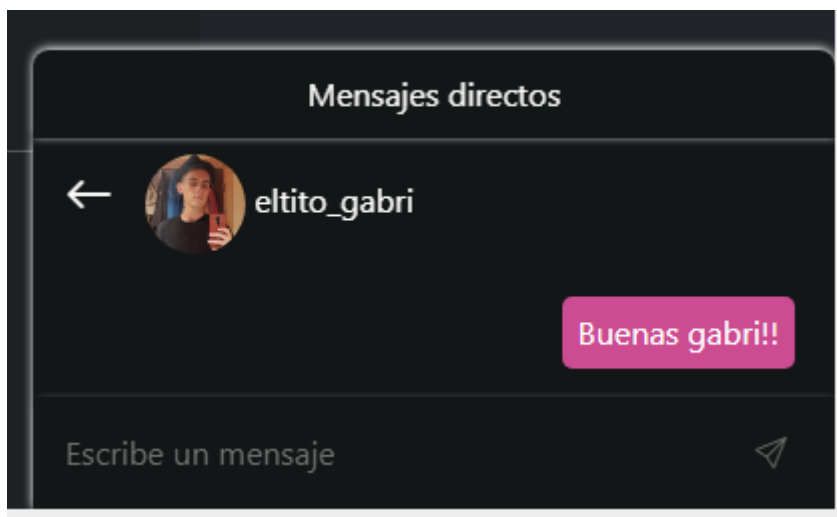 Mensajes directos
eltito_gabri
Buenas gabri!!
Escribe un mensaje